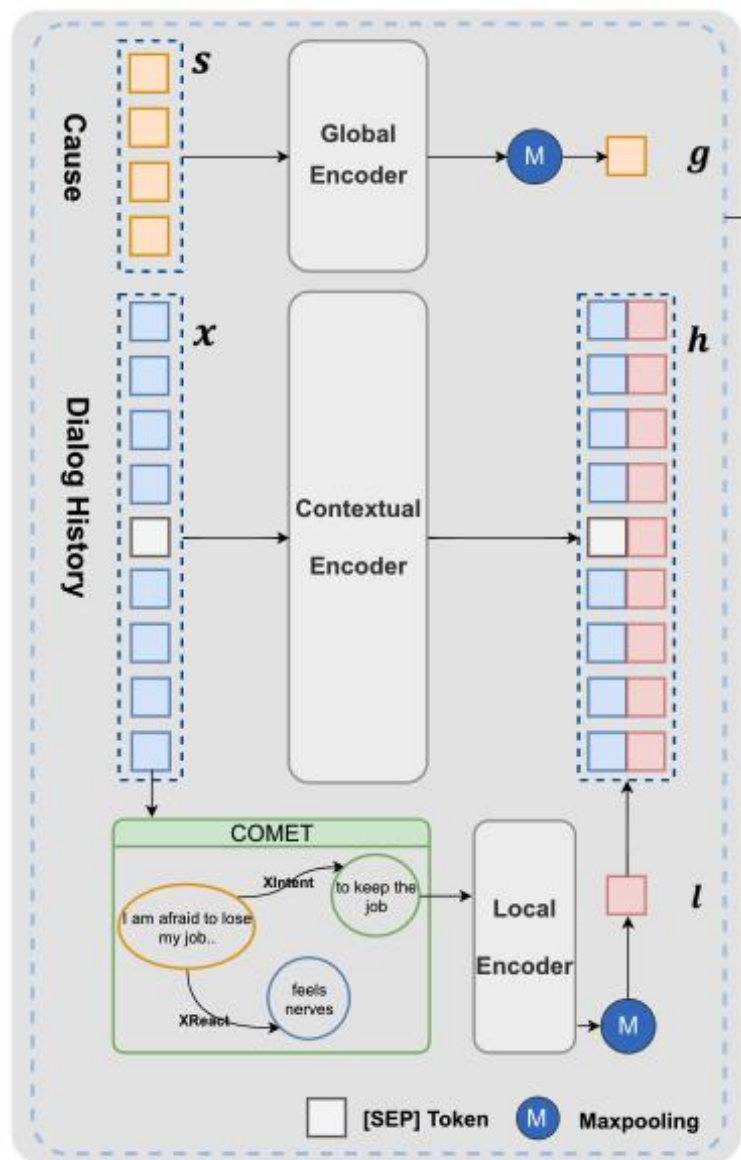 Cause
s
Global
Encoder
M
g
Dialog History
x
Contextual
Encoder
h
COMET
I am afraid to lose
my job..
XIntent
to keep the
job
XReact
feels
nerves
Local
Encoder
M
l
[SEP] Token
M
Maxpooling